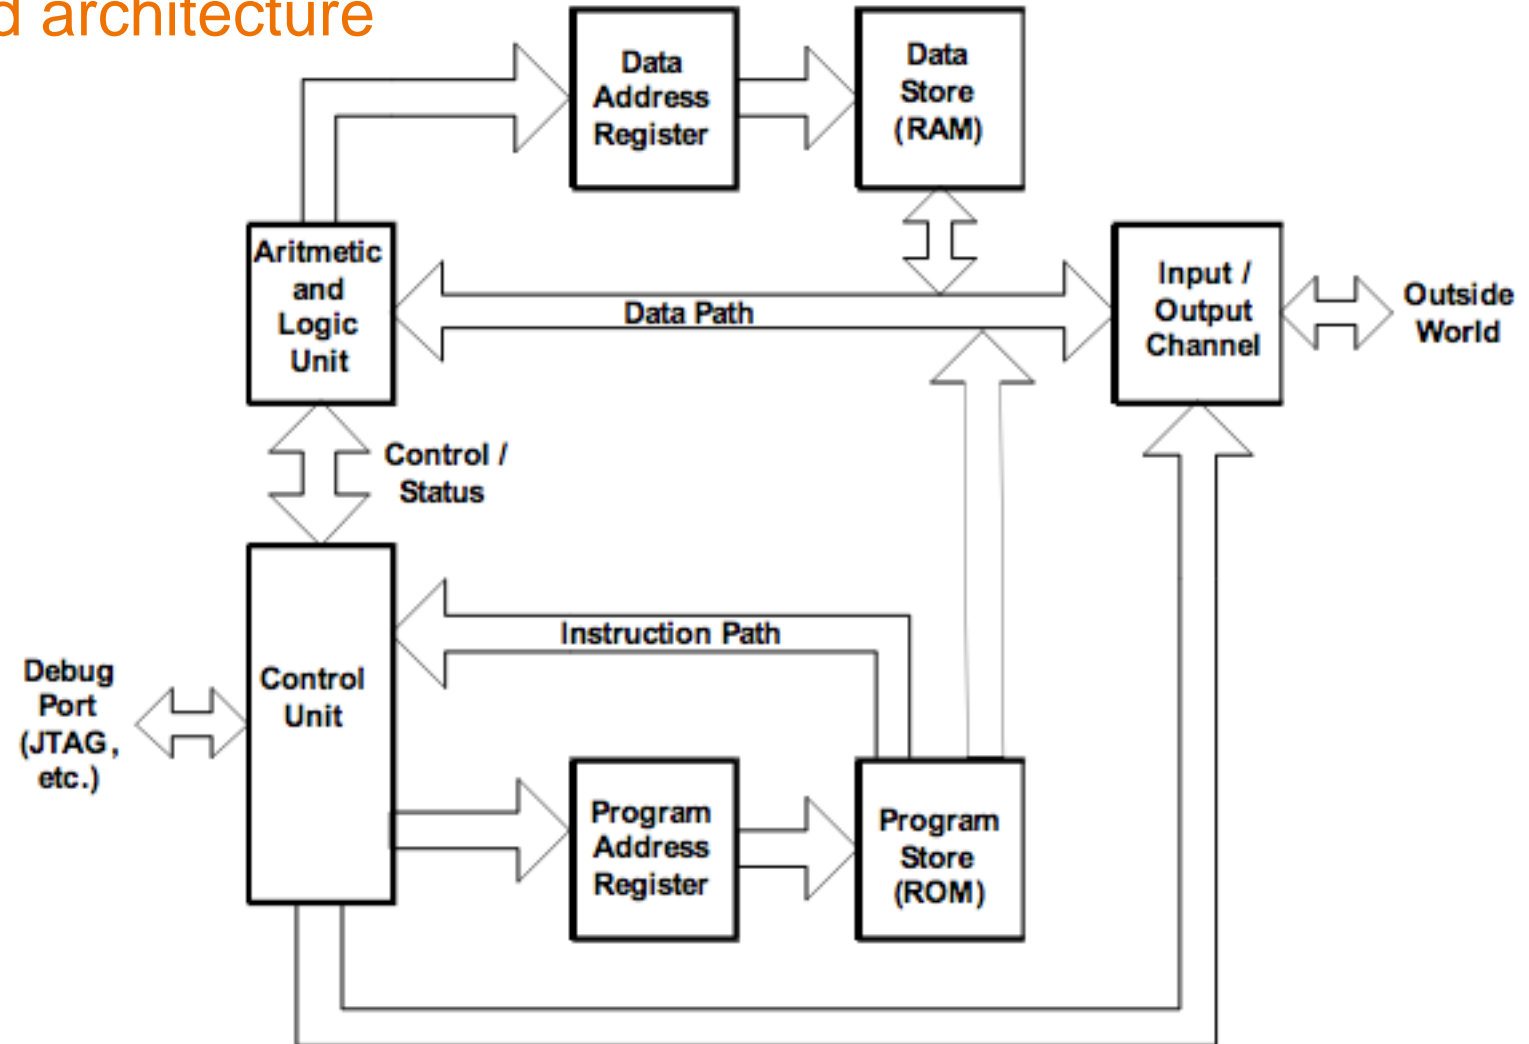 d architecture
Data
Address
Register
Data
Store
(RAM)
Aritmetic
and
Logic
Unit
Data Path
Input /
Output
Channel
Outside
World
Control /
Status
Instruction Path
Control
Unit
Debug
Port
(JTAG,
etc.)
Program
Address
Register
Program
Store
(ROM)